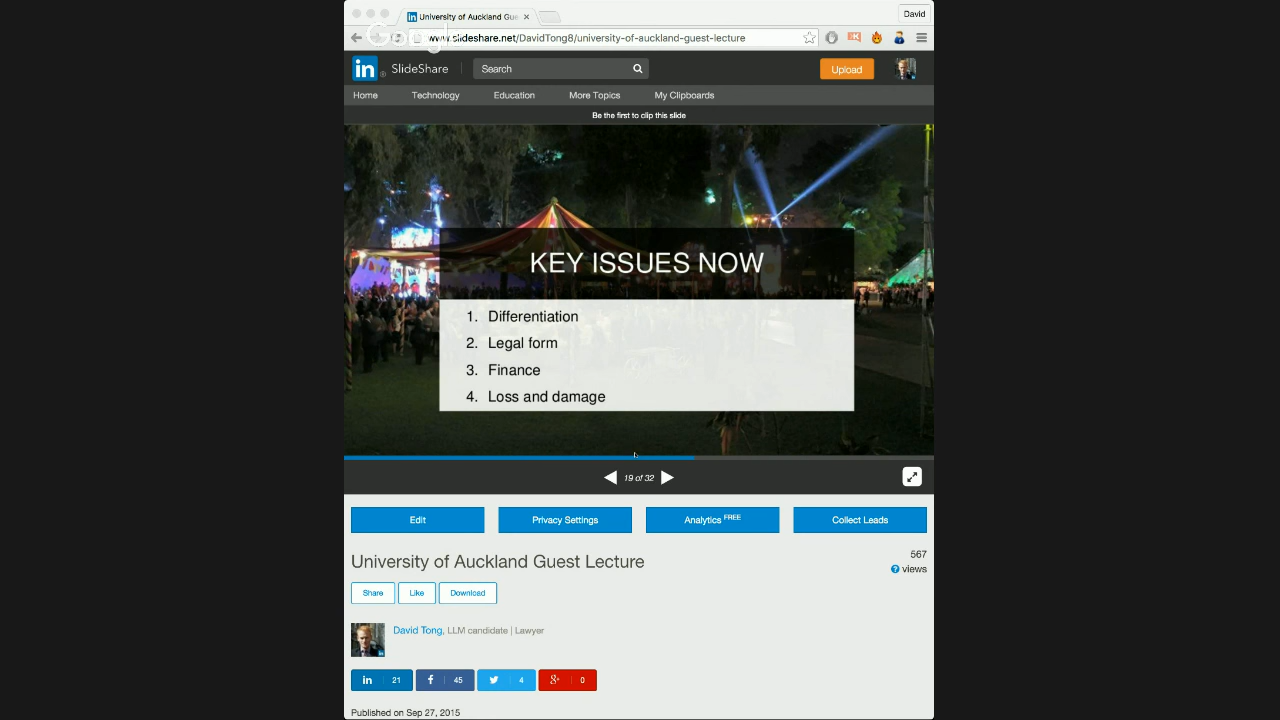 University of Auckland Gue
David
www.slideshare.net/DavidTong8/university-of-auckland-guest-lecture
in SlideShare
Search
Upload
Home Technology Education More Topics My Clipboards
Be the first to clip this slide
KEY ISSUES NOW
1. Differentiation
2. Legal form
3. Finance
4. Loss and damage
19 of 32
Edit Privacy Settings Analytics FREE Collect Leads
University of Auckland Guest Lecture
567
views
Share Like Download
David Tong, LLM candidate | Lawyer
in 21 f 45 4 g+ 0
Published on Sep 27, 2015